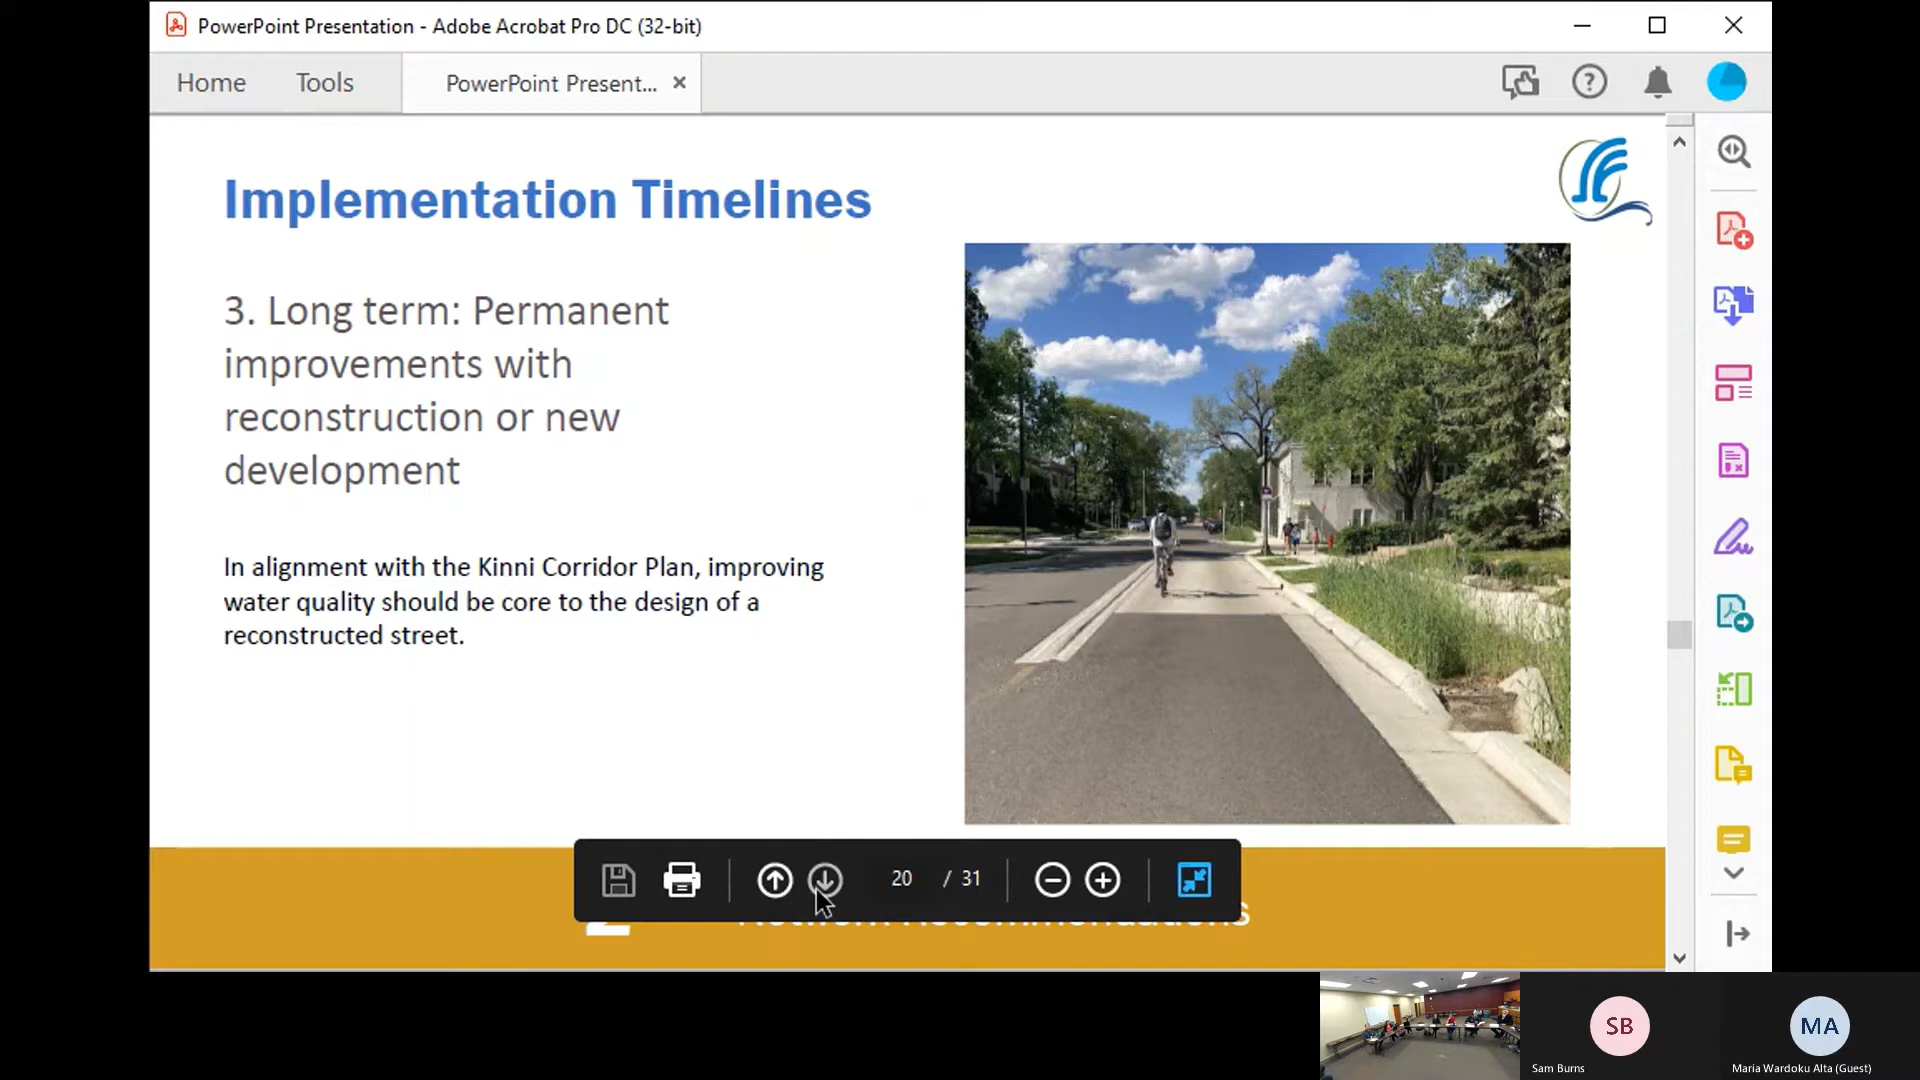 PowerPoint Presentation - Adobe Acrobat Pro DC (32-bit)
Home
Tools
PowerPoint Present...
Implementation Timelines
3. Long term: Permanent
improvements with
reconstruction or new
development
In alignment with the Kinni Corridor Plan, improving
water quality should be core to the design of a
reconstructed street.
20 / 31
SB
MA
Sam Burns
Maria Wardoku Alta (Guest)